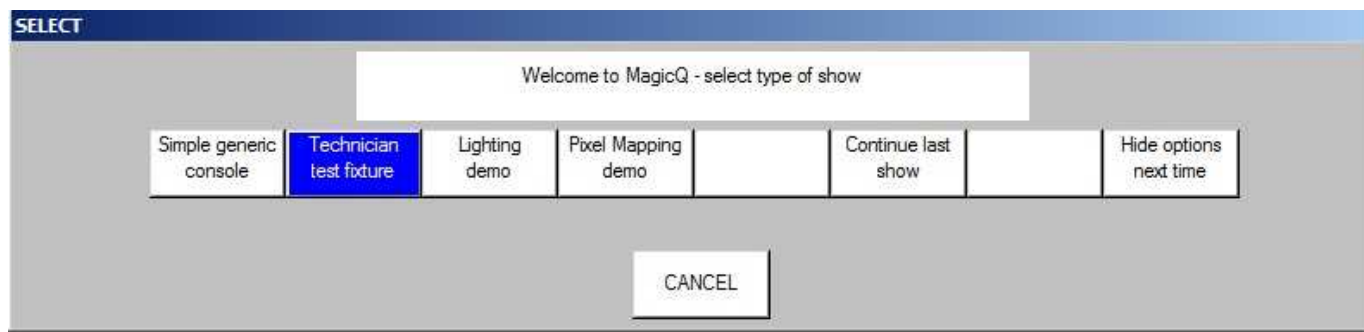 SELECT
Welcome to MagicQ - select type of show
Simple generic
console
Technician
test fixture
Lighting
demo
Pixel Mapping
demo
Continue last
show
Hide options
next time
CANCEL